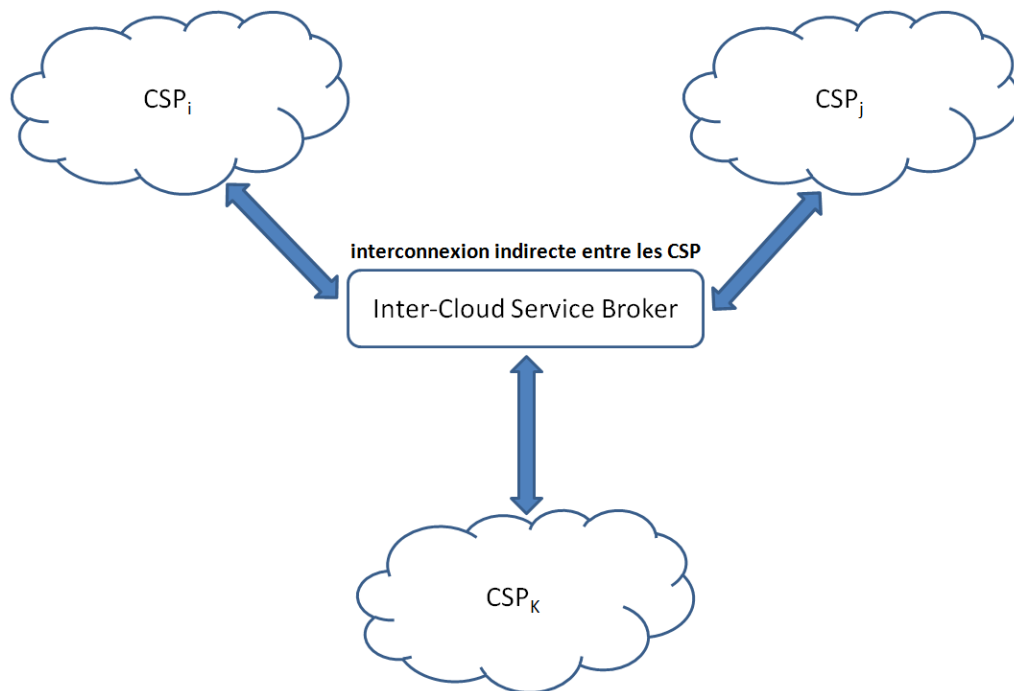 CSPi
CSPj
interconnexion indirecte entre les CSP
Inter-Cloud Service Broker
CSPK